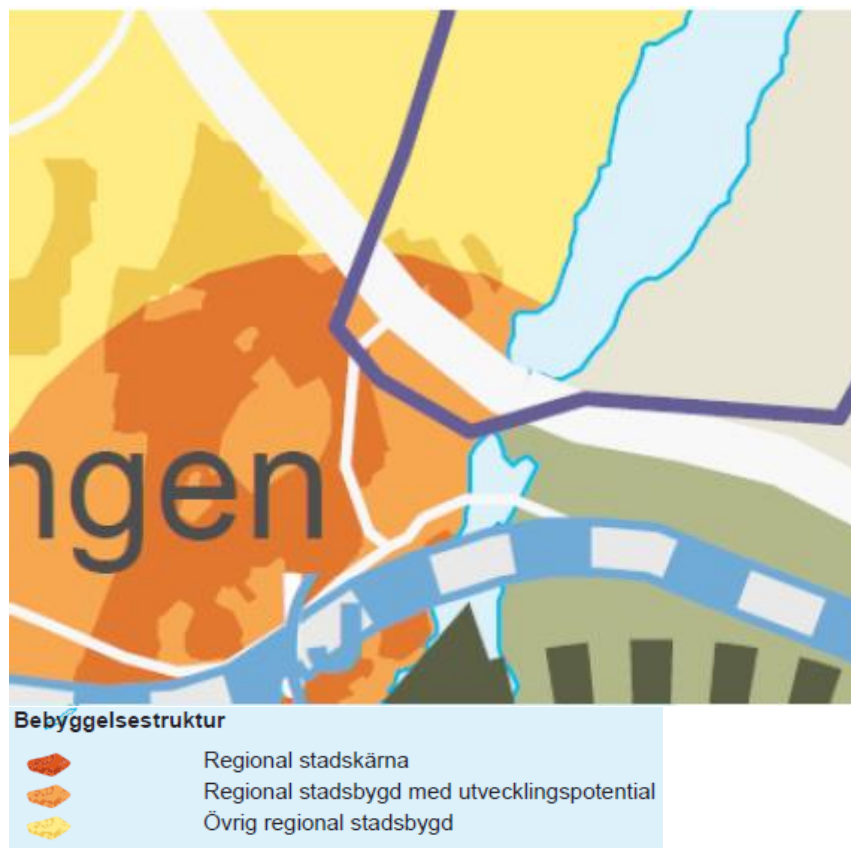 ngen
Bebyggelsestruktur
Regional stadskärna
Regional stadsbygd med utvecklingspotential
Övrig regional stadsbygd